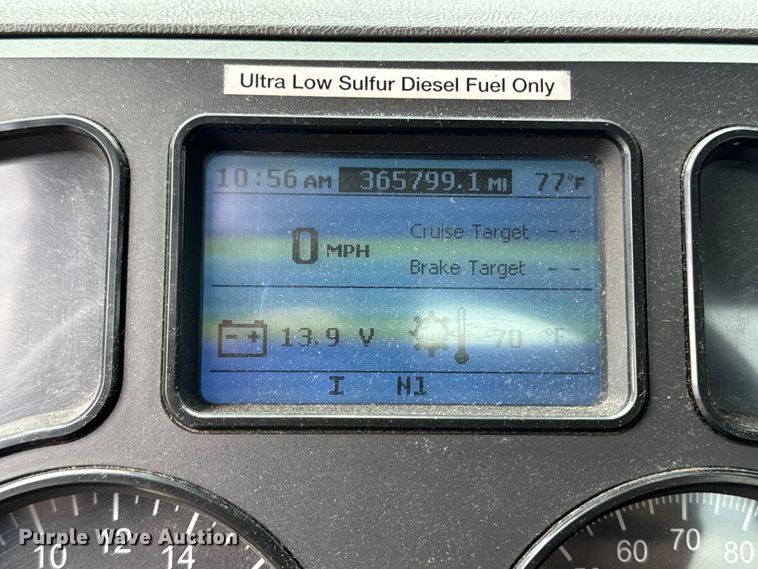 Ultra Low Sulfur Diesel Fuel Only
10:56 AM 365799.1 MI 77°F
0 MPH
Cruise Target - -
Brake Target - -
13.9 V 70 °F
I N1
10 12 14
60 70 80
Purple Wave Auction